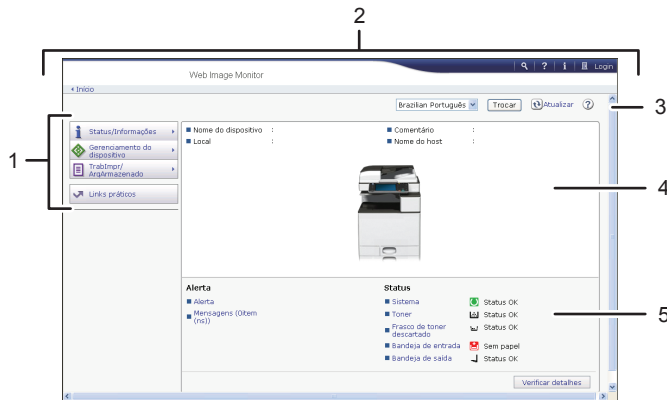 2
Login
Web Image Monitor
Início
Brazilian Português Trocar Atualizar ?
3
1
Status/Informações
Gerenciamento do
dispositivo
TrabImpr/
ArqArmazenado
Links práticos
Nome do dispositivo :
Comentário :
Local :
Nome do host :
4
Alerta
Alerta
Mensagens (0item
(ns))
Status
Sistema Status OK
Toner Status OK
Frasco de toner
descartado Status OK
Bandeja de entrada Sem papel
Bandeja de saída Status OK
5
Verificar detalhes